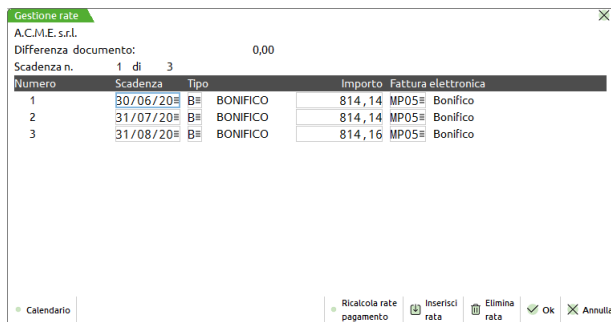 Gestione rate
A.C.M.E. s.r.l.
Differenza documento: 0,00
Scadenza n. 1 di 3
Numero Scadenza Tipo Importo Fattura elettronica
1 30/06/20 B BONIFICO 814,14 MP05 Bonifico
2 31/07/20 B BONIFICO 814,14 MP05 Bonifico
3 31/08/20 B BONIFICO 814,16 MP05 Bonifico
Calendario
Ricalcola rate pagamento
Inserisci rata
Elimina rata
Ok
Annulla